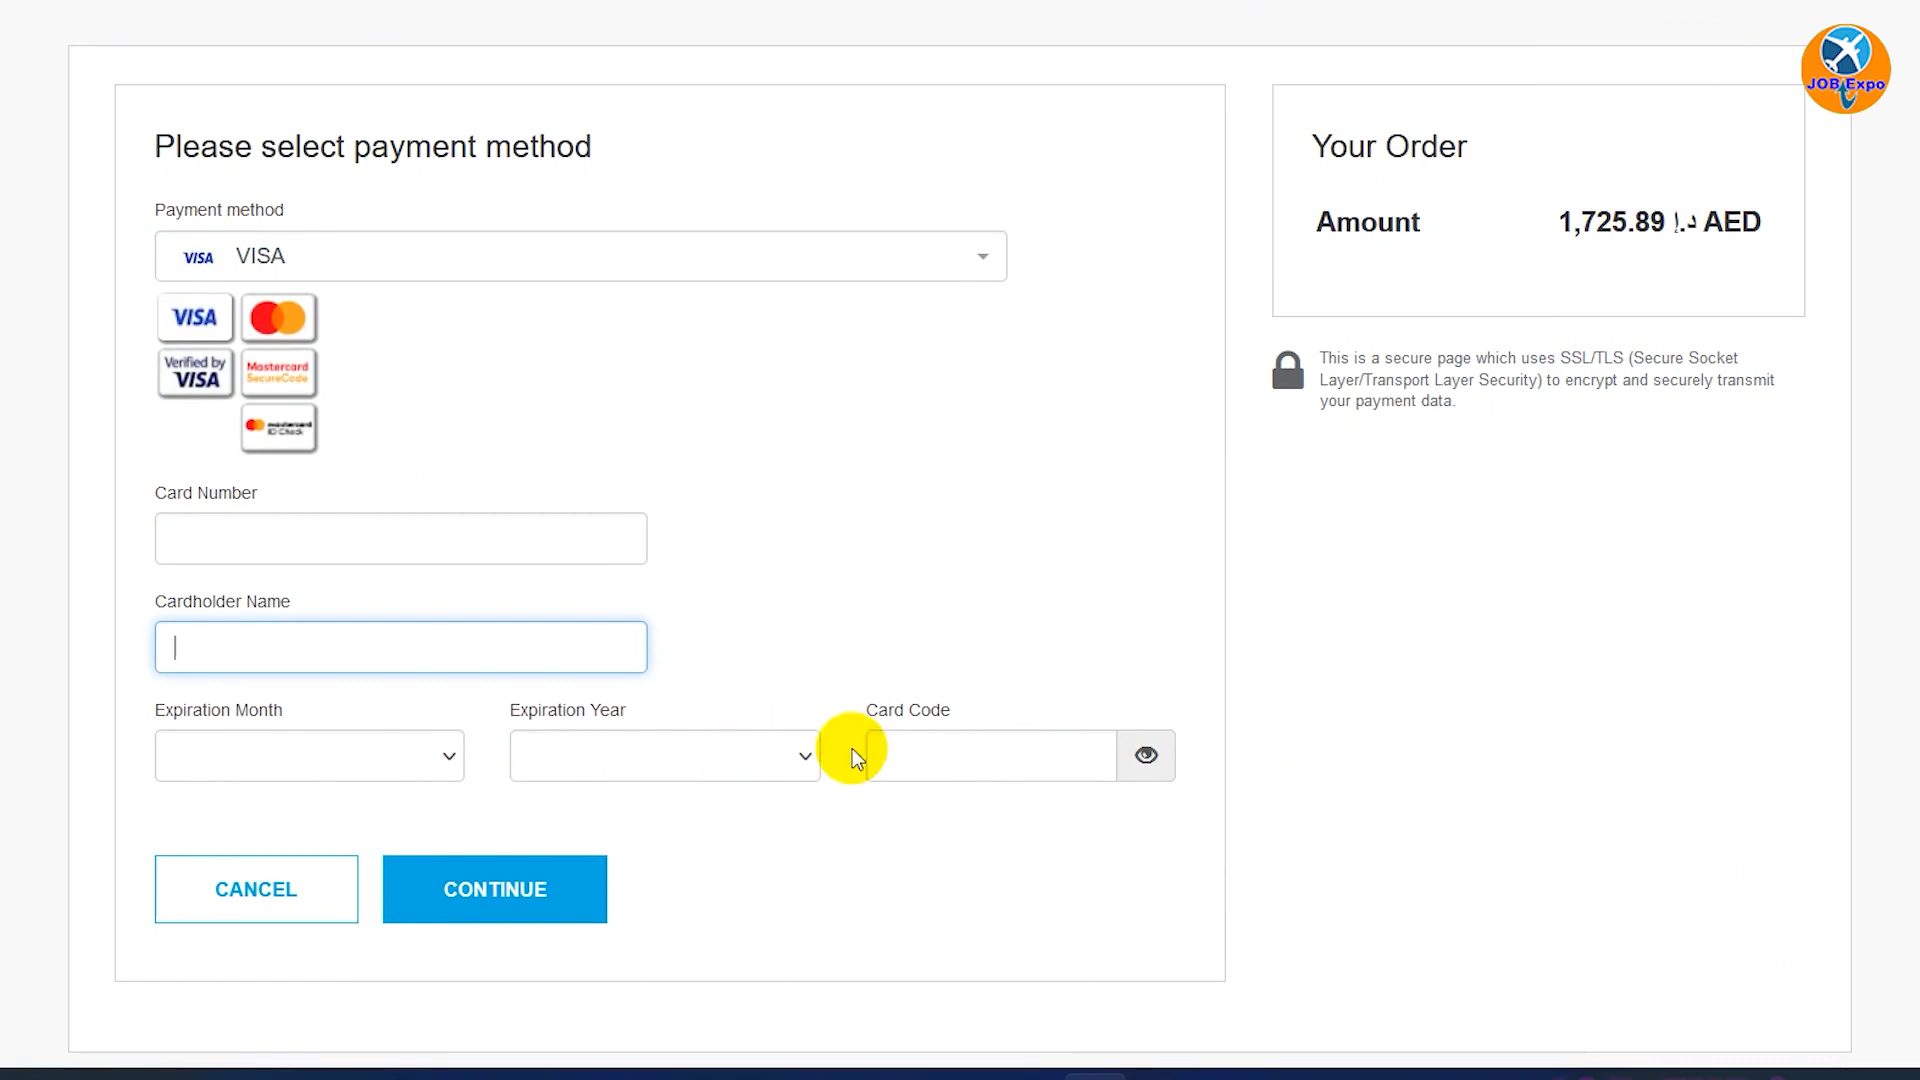 JOB Expo
Please select payment method
Your Order
Payment method
Amount
1,725.89 د.إ AED
VISA VISA
VISA
Verified by VISA
Mastercard SecureCode
mastercard ID Check
This is a secure page which uses SSL/TLS (Secure Socket
Layer/Transport Layer Security) to encrypt and securely transmit
your payment data.
Card Number
Cardholder Name
Expiration Month
Expiration Year
Card Code
CANCEL
CONTINUE